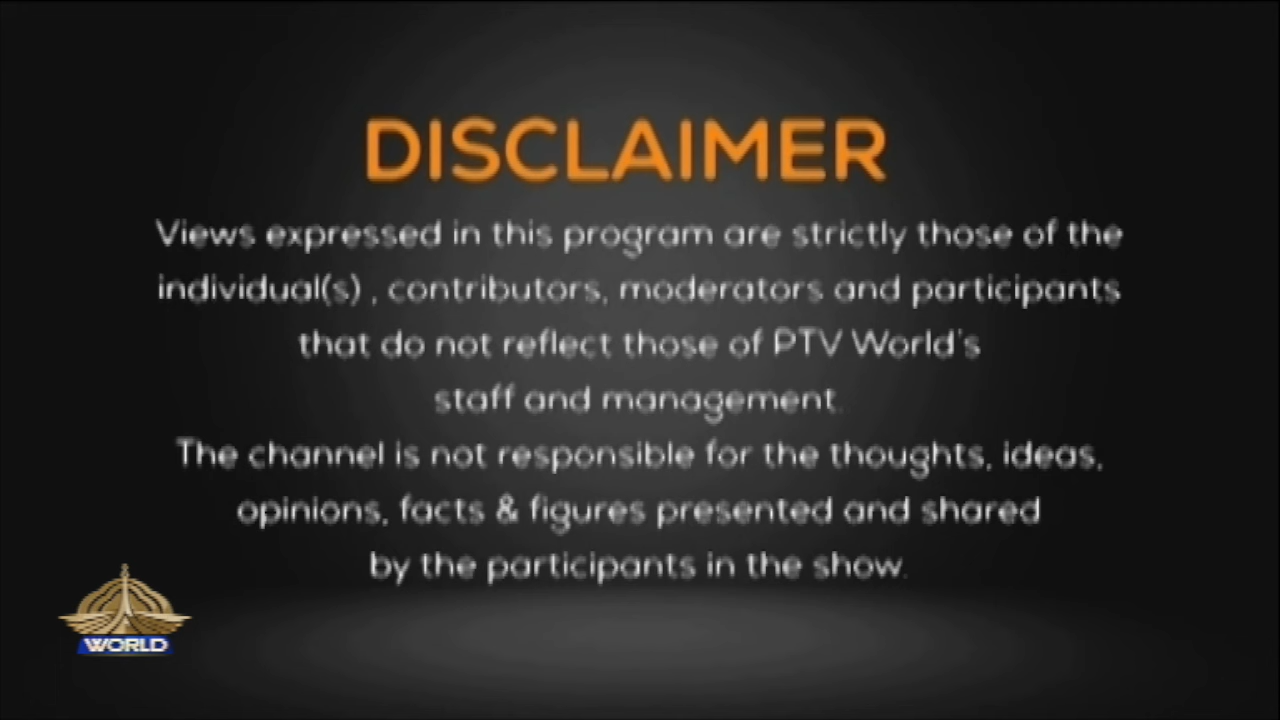 DISCLAIMER
Views expressed in this program are strictly those of the
individual(s) , contributors, moderators and participants
that do not reflect those of PTV World's
staff and management.
The channel is not responsible for the thoughts, ideas,
opinions, facts & figures presented and shared
by the participants in the show.
WORLD